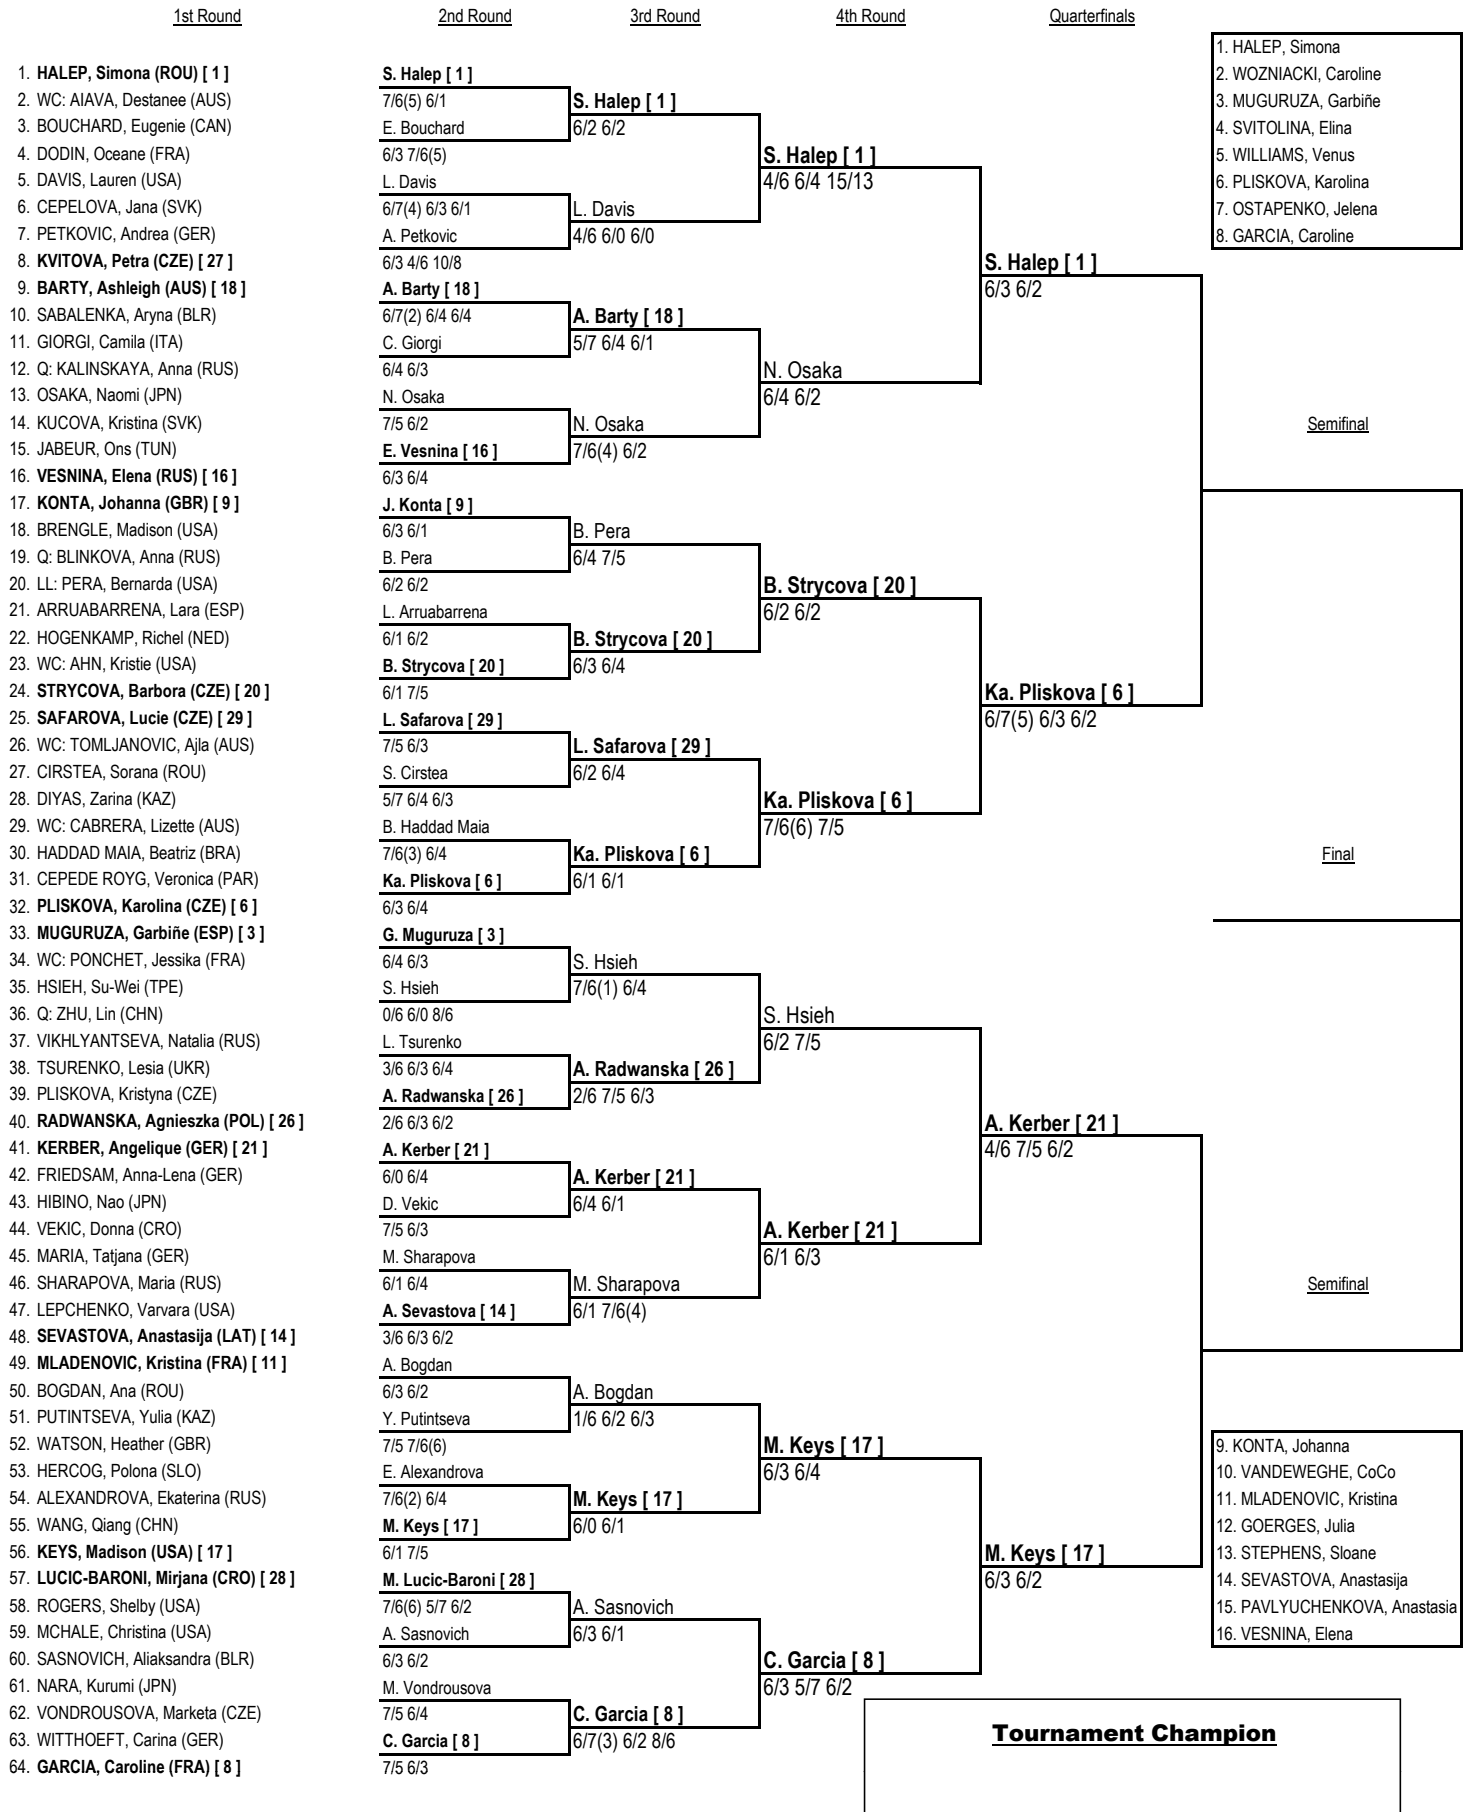 1st Round
2nd Round
3rd Round
4th Round
Quarterfinals
1. HALEP, Simona (ROU) [ 1 ]
2. WC: AIAVA, Destanee (AUS)
3. BOUCHARD, Eugenie (CAN)
4. DODIN, Oceane (FRA)
5. DAVIS, Lauren (USA)
6. CEPELOVA, Jana (SVK)
7. PETKOVIC, Andrea (GER)
8. KVITOVA, Petra (CZE) [ 27 ]
9. BARTY, Ashleigh (AUS) [ 18 ]
10. SABALENKA, Aryna (BLR)
11. GIORGI, Camila (ITA)
12. Q: KALINSKAYA, Anna (RUS)
13. OSAKA, Naomi (JPN)
14. KUCOVA, Kristina (SVK)
15. JABEUR, Ons (TUN)
16. VESNINA, Elena (RUS) [ 16 ]
17. KONTA, Johanna (GBR) [ 9 ]
18. BRENGLE, Madison (USA)
19. Q: BLINKOVA, Anna (RUS)
20. LL: PERA, Bernarda (USA)
21. ARRUABARRENA, Lara (ESP)
22. HOGENKAMP, Richel (NED)
23. WC: AHN, Kristie (USA)
24. STRYCOVA, Barbora (CZE) [ 20 ]
25. SAFAROVA, Lucie (CZE) [ 29 ]
26. WC: TOMLJANOVIC, Ajla (AUS)
27. CIRSTEA, Sorana (ROU)
28. DIYAS, Zarina (KAZ)
29. WC: CABRERA, Lizette (AUS)
30. HADDAD MAIA, Beatriz (BRA)
31. CEPEDE ROYG, Veronica (PAR)
32. PLISKOVA, Karolina (CZE) [ 6 ]
33. MUGURUZA, Garbiñe (ESP) [ 3 ]
34. WC: PONCHET, Jessika (FRA)
35. HSIEH, Su-Wei (TPE)
36. Q: ZHU, Lin (CHN)
37. VIKHLYANTSEVA, Natalia (RUS)
38. TSURENKO, Lesia (UKR)
39. PLISKOVA, Kristyna (CZE)
40. RADWANSKA, Agnieszka (POL) [ 26 ]
41. KERBER, Angelique (GER) [ 21 ]
42. FRIEDSAM, Anna-Lena (GER)
43. HIBINO, Nao (JPN)
44. VEKIC, Donna (CRO)
45. MARIA, Tatjana (GER)
46. SHARAPOVA, Maria (RUS)
47. LEPCHENKO, Varvara (USA)
48. SEVASTOVA, Anastasija (LAT) [ 14 ]
49. MLADENOVIC, Kristina (FRA) [ 11 ]
50. BOGDAN, Ana (ROU)
51. PUTINTSEVA, Yulia (KAZ)
52. WATSON, Heather (GBR)
53. HERCOG, Polona (SLO)
54. ALEXANDROVA, Ekaterina (RUS)
55. WANG, Qiang (CHN)
56. KEYS, Madison (USA) [ 17 ]
57. LUCIC-BARONI, Mirjana (CRO) [ 28 ]
58. ROGERS, Shelby (USA)
59. MCHALE, Christina (USA)
60. SASNOVICH, Aliaksandra (BLR)
61. NARA, Kurumi (JPN)
62. VONDROUSOVA, Marketa (CZE)
63. WITTHOEFT, Carina (GER)
64. GARCIA, Caroline (FRA) [ 8 ]
S. Halep [ 1 ]
7/6(5) 6/1
E. Bouchard
6/3 7/6(5)
L. Davis
6/7(4) 6/3 6/1
A. Petkovic
6/3 4/6 10/8
A. Barty [ 18 ]
6/7(2) 6/4 6/4
C. Giorgi
6/4 6/3
N. Osaka
7/5 6/2
E. Vesnina [ 16 ]
6/3 6/4
J. Konta [ 9 ]
6/3 6/1
B. Pera
6/2 6/2
L. Arruabarrena
6/1 6/2
B. Strycova [ 20 ]
6/1 7/5
L. Safarova [ 29 ]
7/5 6/3
S. Cirstea
5/7 6/4 6/3
B. Haddad Maia
7/6(3) 6/4
Ka. Pliskova [ 6 ]
6/3 6/4
G. Muguruza [ 3 ]
6/4 6/3
S. Hsieh
0/6 6/0 8/6
L. Tsurenko
3/6 6/3 6/4
A. Radwanska [ 26 ]
2/6 6/3 6/2
A. Kerber [ 21 ]
6/0 6/4
D. Vekic
7/5 6/3
M. Sharapova
6/1 6/4
A. Sevastova [ 14 ]
3/6 6/3 6/2
A. Bogdan
6/3 6/2
Y. Putintseva
7/5 7/6(6)
E. Alexandrova
7/6(2) 6/4
M. Keys [ 17 ]
6/1 7/5
M. Lucic-Baroni [ 28 ]
7/6(6) 5/7 6/2
A. Sasnovich
6/3 6/2
M. Vondrousova
7/5 6/4
C. Garcia [ 8 ]
7/5 6/3
S. Halep [ 1 ]
6/2 6/2
L. Davis
4/6 6/0 6/0
A. Barty [ 18 ]
5/7 6/4 6/1
N. Osaka
7/6(4) 6/2
B. Pera
6/4 7/5
B. Strycova [ 20 ]
6/3 6/4
L. Safarova [ 29 ]
6/2 6/4
Ka. Pliskova [ 6 ]
6/1 6/1
S. Hsieh
7/6(1) 6/4
A. Radwanska [ 26 ]
2/6 7/5 6/3
A. Kerber [ 21 ]
6/4 6/1
M. Sharapova
6/1 7/6(4)
A. Bogdan
1/6 6/2 6/3
M. Keys [ 17 ]
6/0 6/1
A. Sasnovich
6/3 6/1
C. Garcia [ 8 ]
6/7(3) 6/2 8/6
S. Halep [ 1 ]
4/6 6/4 15/13
N. Osaka
6/4 6/2
B. Strycova [ 20 ]
6/2 6/2
Ka. Pliskova [ 6 ]
7/6(6) 7/5
S. Hsieh
6/2 7/5
A. Kerber [ 21 ]
6/1 6/3
M. Keys [ 17 ]
6/3 6/4
C. Garcia [ 8 ]
6/3 5/7 6/2
S. Halep [ 1 ]
6/3 6/2
Ka. Pliskova [ 6 ]
6/7(5) 6/3 6/2
A. Kerber [ 21 ]
4/6 7/5 6/2
M. Keys [ 17 ]
6/3 6/2
1. HALEP, Simona
2. WOZNIACKI, Caroline
3. MUGURUZA, Garbiñe
4. SVITOLINA, Elina
5. WILLIAMS, Venus
6. PLISKOVA, Karolina
7. OSTAPENKO, Jelena
8. GARCIA, Caroline
Semifinal
Final
Semifinal
9. KONTA, Johanna
10. VANDEWEGHE, CoCo
11. MLADENOVIC, Kristina
12. GOERGES, Julia
13. STEPHENS, Sloane
14. SEVASTOVA, Anastasija
15. PAVLYUCHENKOVA, Anastasia
16. VESNINA, Elena
Tournament Champion